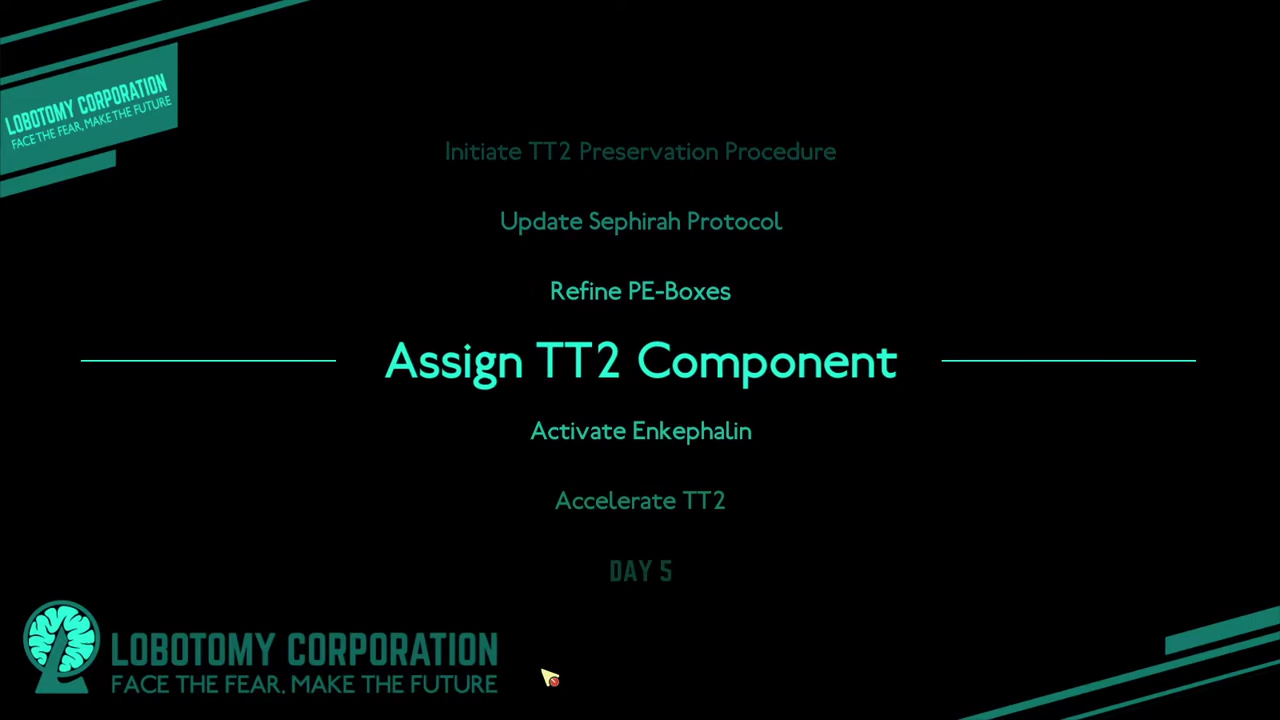 LOBOTOMY CORPORATION
FACE THE FEAR, MAKE THE FUTURE
Initiate TT2 Preservation Procedure
Update Sephirah Protocol
Refine PE-Boxes
Assign TT2 Component
Activate Enkephalin
Accelerate TT2
DAY 5
LOBOTOMY CORPORATION
FACE THE FEAR, MAKE THE FUTURE